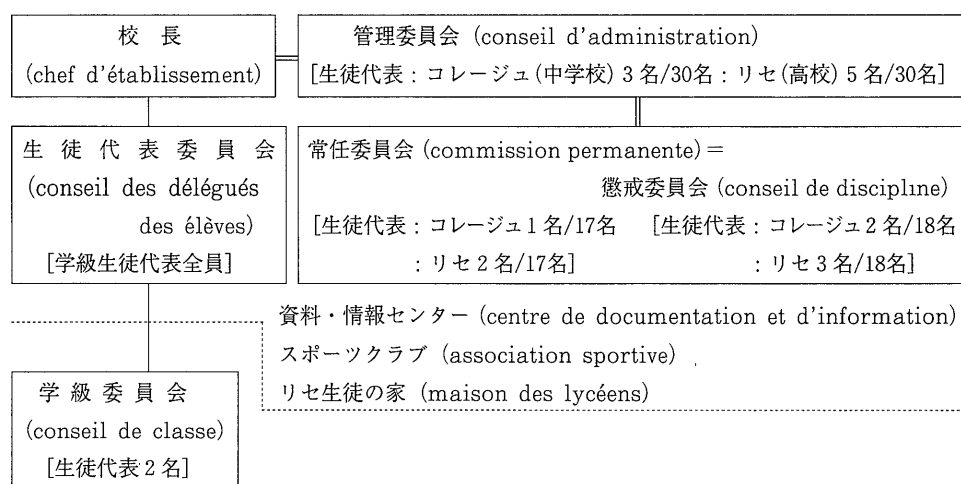 校 長
(chef d'établissement)
管理委員会 (conseil d'administration)
[生徒代表：コレージュ(中学校) 3 名/30名：リセ(高校) 5 名/30名]
生 徒 代 表 委 員 会
(conseil des délégués
des élèves)
[学級生徒代表全員]
常任委員会 (commission permanente) =
懲戒委員会 (conseil de discipline)
[生徒代表：コレージュ 1 名/17名 [生徒代表：コレージュ 2 名/18名
：リセ 2 名/17名] ：リセ 3 名/18名]
資料・情報センター (centre de documentation et d'information)
スポーツクラブ (association sportive)
リセ生徒の家 (maison des lycéens)
学 級 委 員 会
(conseil de classe)
[生徒代表 2 名]